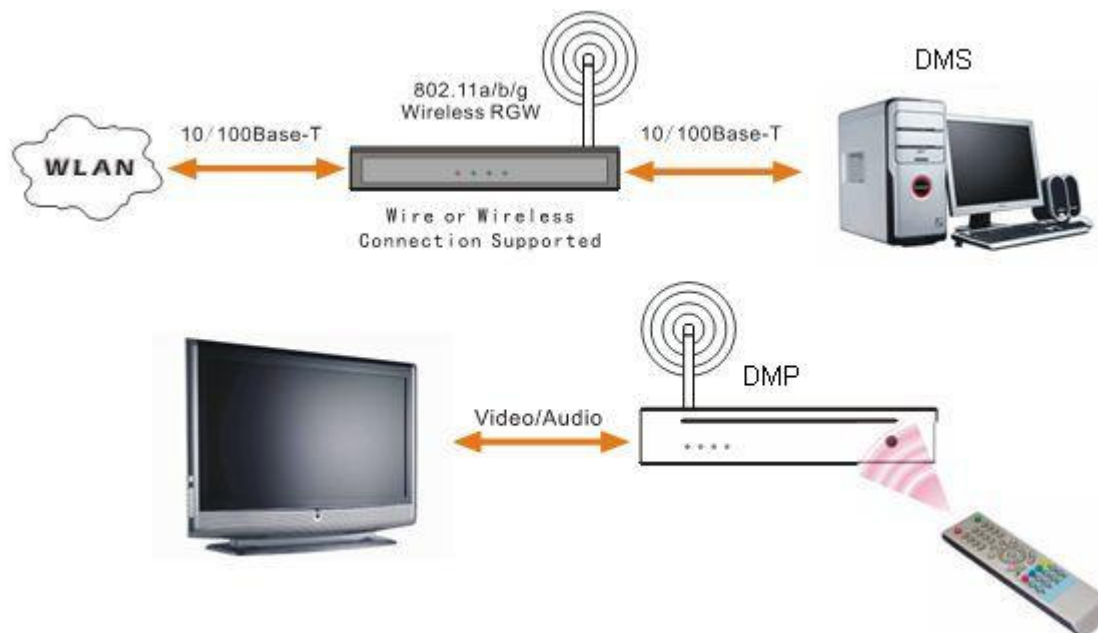 DMS
802.11a/b/g
Wireless RGW
10/100Base-T
10/100Base-T
WLAN
Wire or Wireless
Connection Supported
DMP
Video/Audio